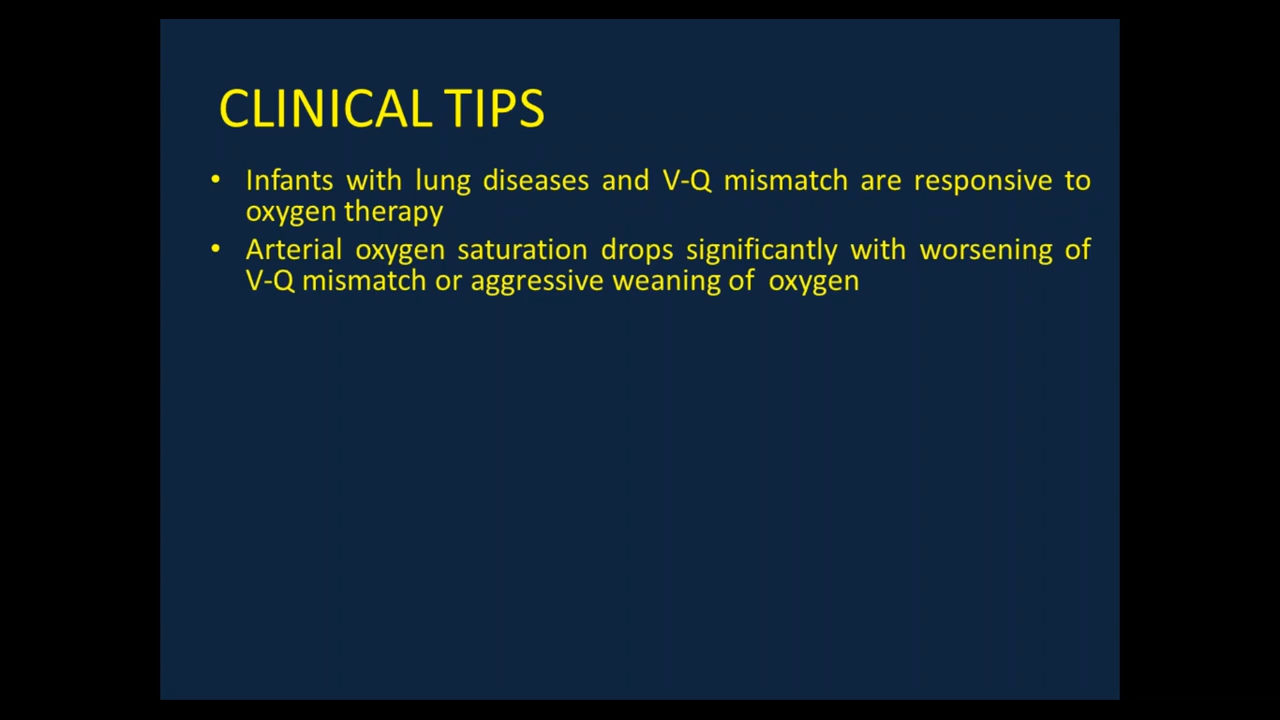 CLINICAL TIPS
• Infants with lung diseases and V-Q mismatch are responsive to
oxygen therapy
• Arterial oxygen saturation drops significantly with worsening of
V-Q mismatch or aggressive weaning of  oxygen